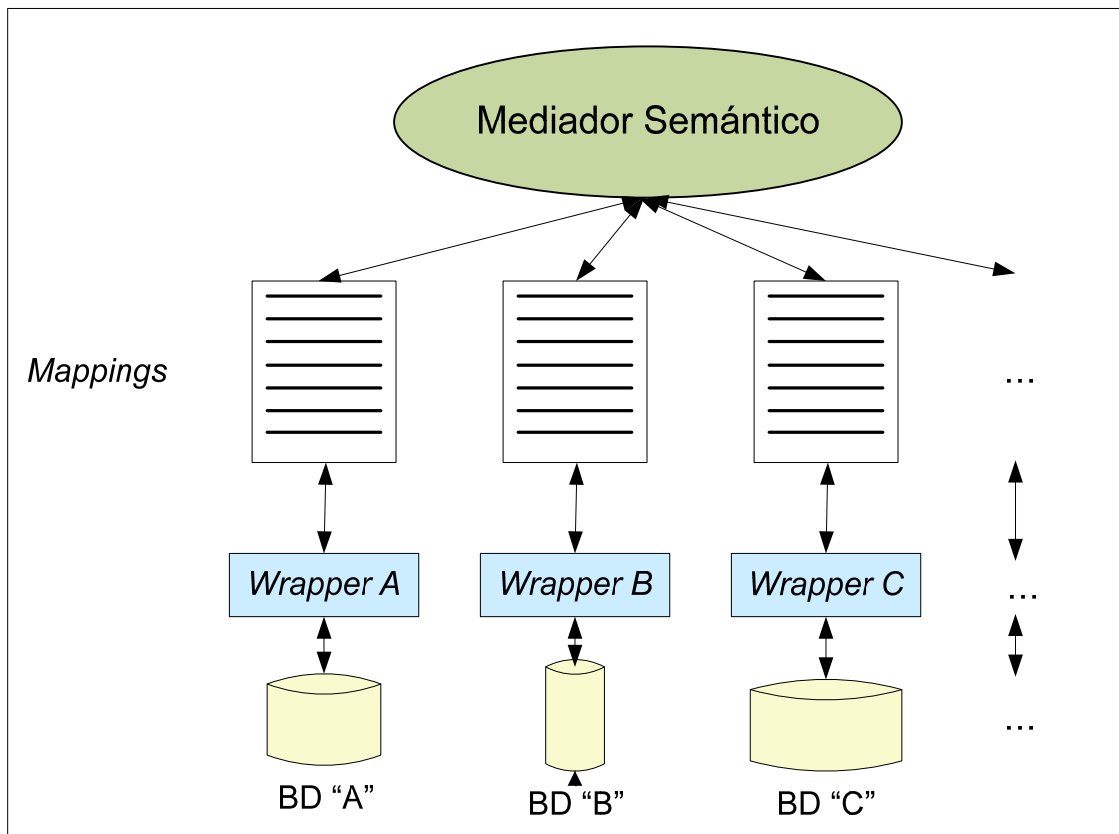 Mediador Semántico
Mappings
...
Wrapper A
Wrapper B
Wrapper C
...
...
BD “A”
BD “B”
BD “C”